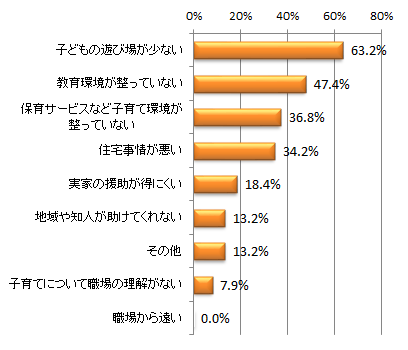 0% 20% 40% 60% 80%
子どもの遊び場が少ない 63.2%
教育環境が整っていない 47.4%
保育サービスなど子育て環境が
整っていない 36.8%
住宅事情が悪い 34.2%
実家の援助が得にくい 18.4%
地域や知人が助けてくれない 13.2%
その他 13.2%
子育てについて職場の理解がない 7.9%
職場から遠い 0.0%